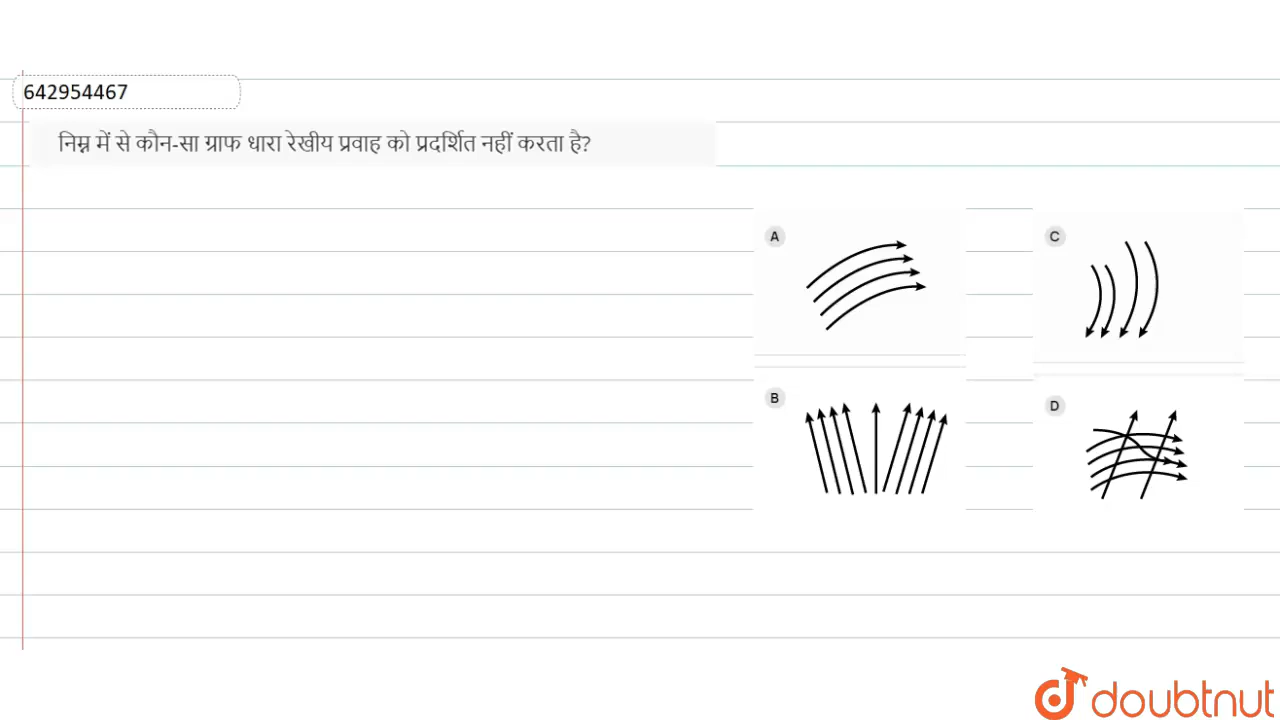 642954467
निम्न में से कौन-सा ग्राफ धारा रेखीय प्रवाह को प्रदर्शित नहीं करता है?
A
C
B
D
doubtnut